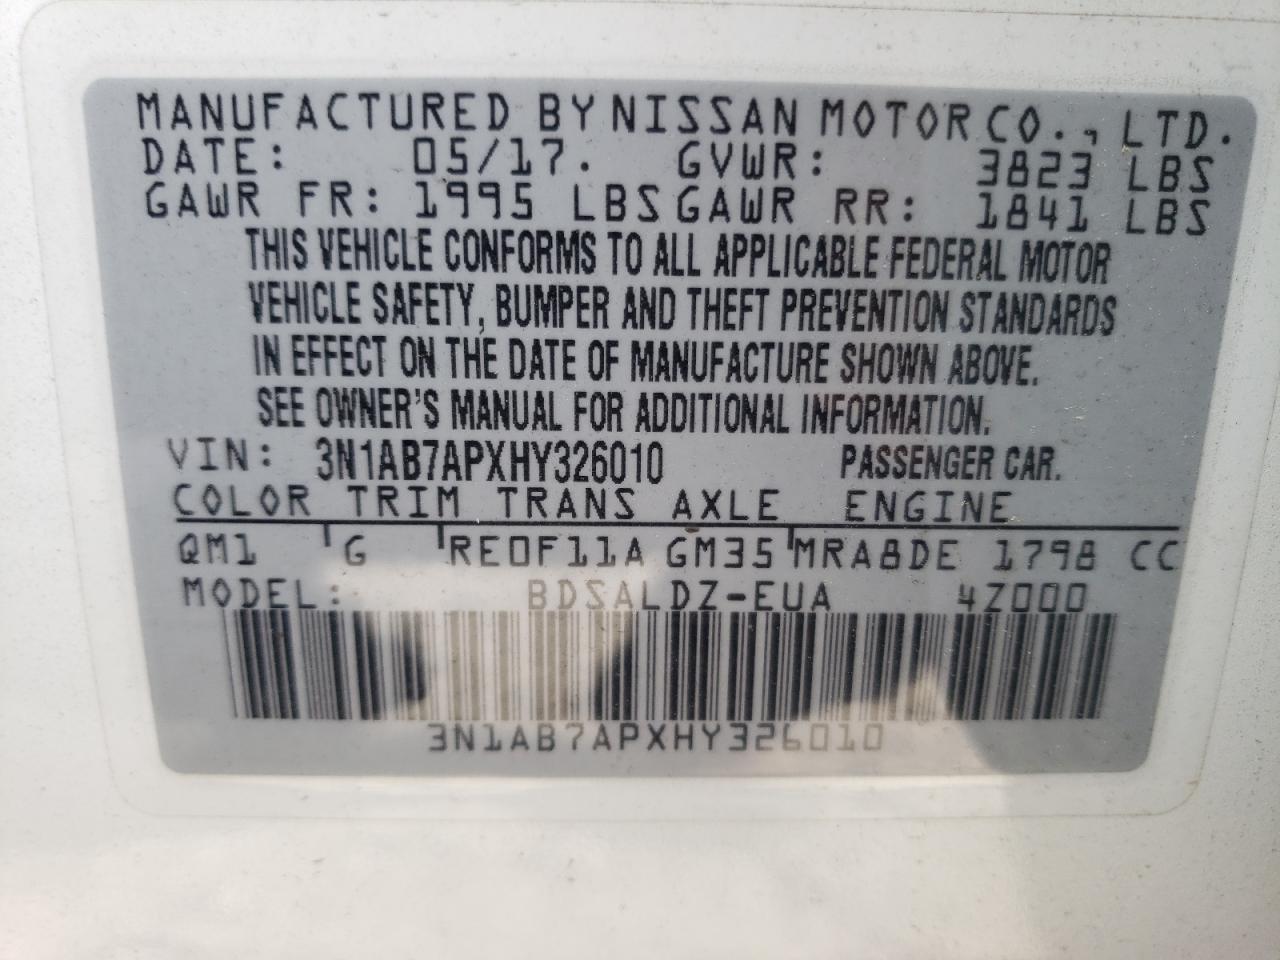 MANUFACTURED BY NISSAN MOTOR CO., LTD.
DATE: 05/17. GVWR: 3823 LBS
GAWR FR: 1995 LBS GAWR RR: 1841 LBS
THIS VEHICLE CONFORMS TO ALL APPLICABLE FEDERAL MOTOR
VEHICLE SAFETY, BUMPER AND THEFT PREVENTION STANDARDS
IN EFFECT ON THE DATE OF MANUFACTURE SHOWN ABOVE.
SEE OWNER'S MANUAL FOR ADDITIONAL INFORMATION.
VIN: 3N1AB7APXHY326010 PASSENGER CAR.
COLOR TRIM TRANS AXLE ENGINE
QM1 G RE0F11A GM35 MRA8DE 1798 CC
MODEL: BDSALDZ-EUA 4Z000
3N1AB7APXHY326010